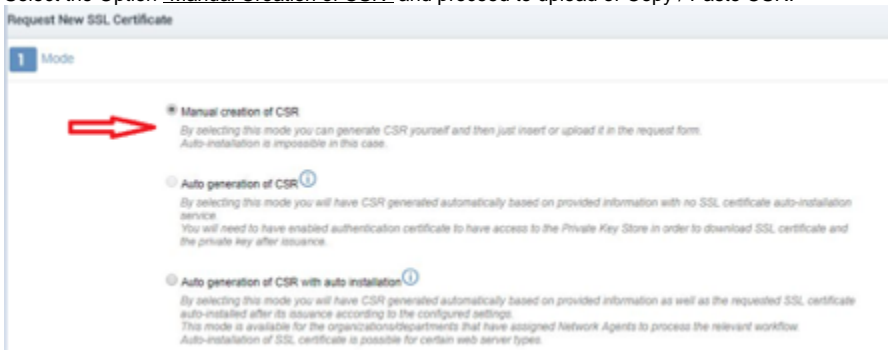 Select the Option "Manual Creation of CSR" and proceed to upload or Copy / Paste CSR.
Request New SSL Certificate
1 Mode
Manual creation of CSR
By selecting this mode you can generate CSR yourself and then just insert or upload it in the request form.
Auto-installation is impossible in this case.
Auto generation of CSR
By selecting this mode you will have CSR generated automatically based on provided information with no SSL certificate auto-installation
service.
You will need to have enabled authentication certificate to have access to the Private Key Store in order to download SSL certificate and
the private key after issuance.
Auto generation of CSR with auto installation
By selecting this mode you will have CSR generated automatically based on provided information as well as the requested SSL certificate
auto-installed after its issuance according to the configured settings.
This mode is available for the organizations/departments that have assigned Network Agents to process the relevant workflow.
Auto-installation of SSL certificate is possible for certain web server types.